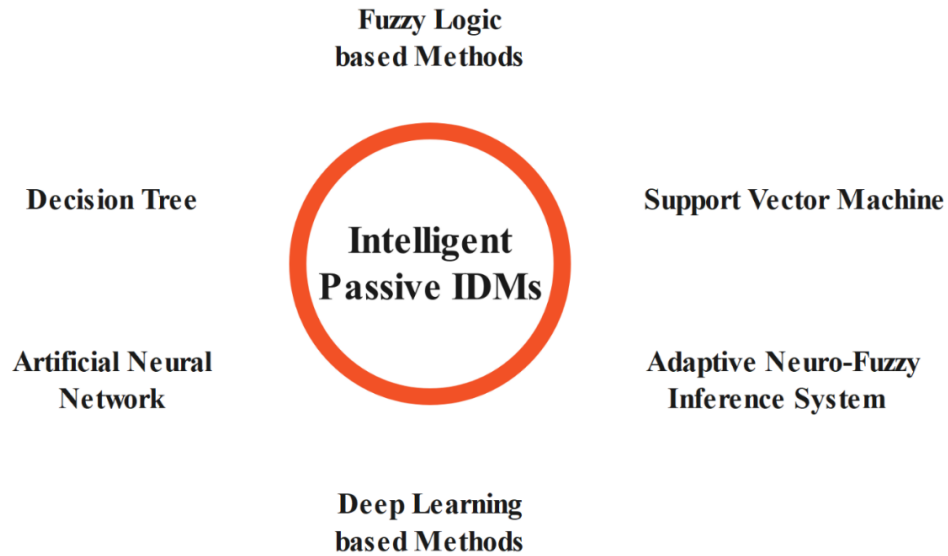 Fuzzy Logic
based Methods
Decision Tree
Support Vector Machine
Intelligent
Passive IDMs
Artificial Neural
Network
Adaptive Neuro-Fuzzy
Inference System
Deep Learning
based Methods